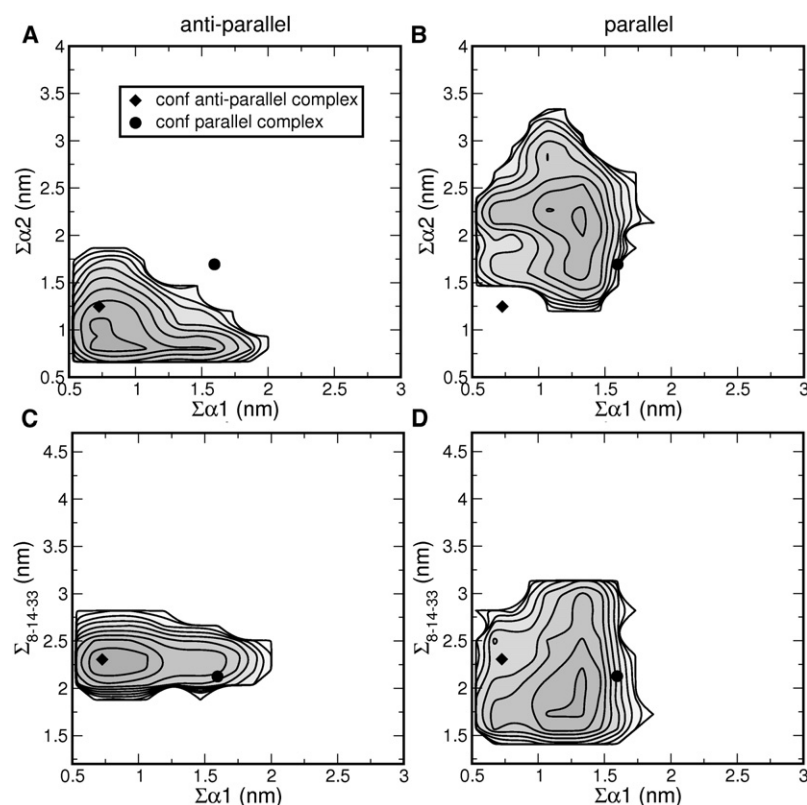 A
anti-parallel
B
parallel
4
3.5
3
2.5
2
1.5
1
0.5
Σα2 (nm)
conf anti-parallel complex
conf parallel complex
0.5 1 1.5 2 2.5 3
Σα1 (nm)
4
3.5
3
2.5
2
1.5
1
0.5
Σα2 (nm)
0.5 1 1.5 2 2.5 3
Σα1 (nm)
C
4.5
4
3.5
3
2.5
2
1.5
Σ8-14-33 (nm)
0.5 1 1.5 2 2.5 3
Σα1 (nm)
D
4.5
4
3.5
3
2.5
2
1.5
Σ8-14-33 (nm)
0.5 1 1.5 2 2.5 3
Σα1 (nm)